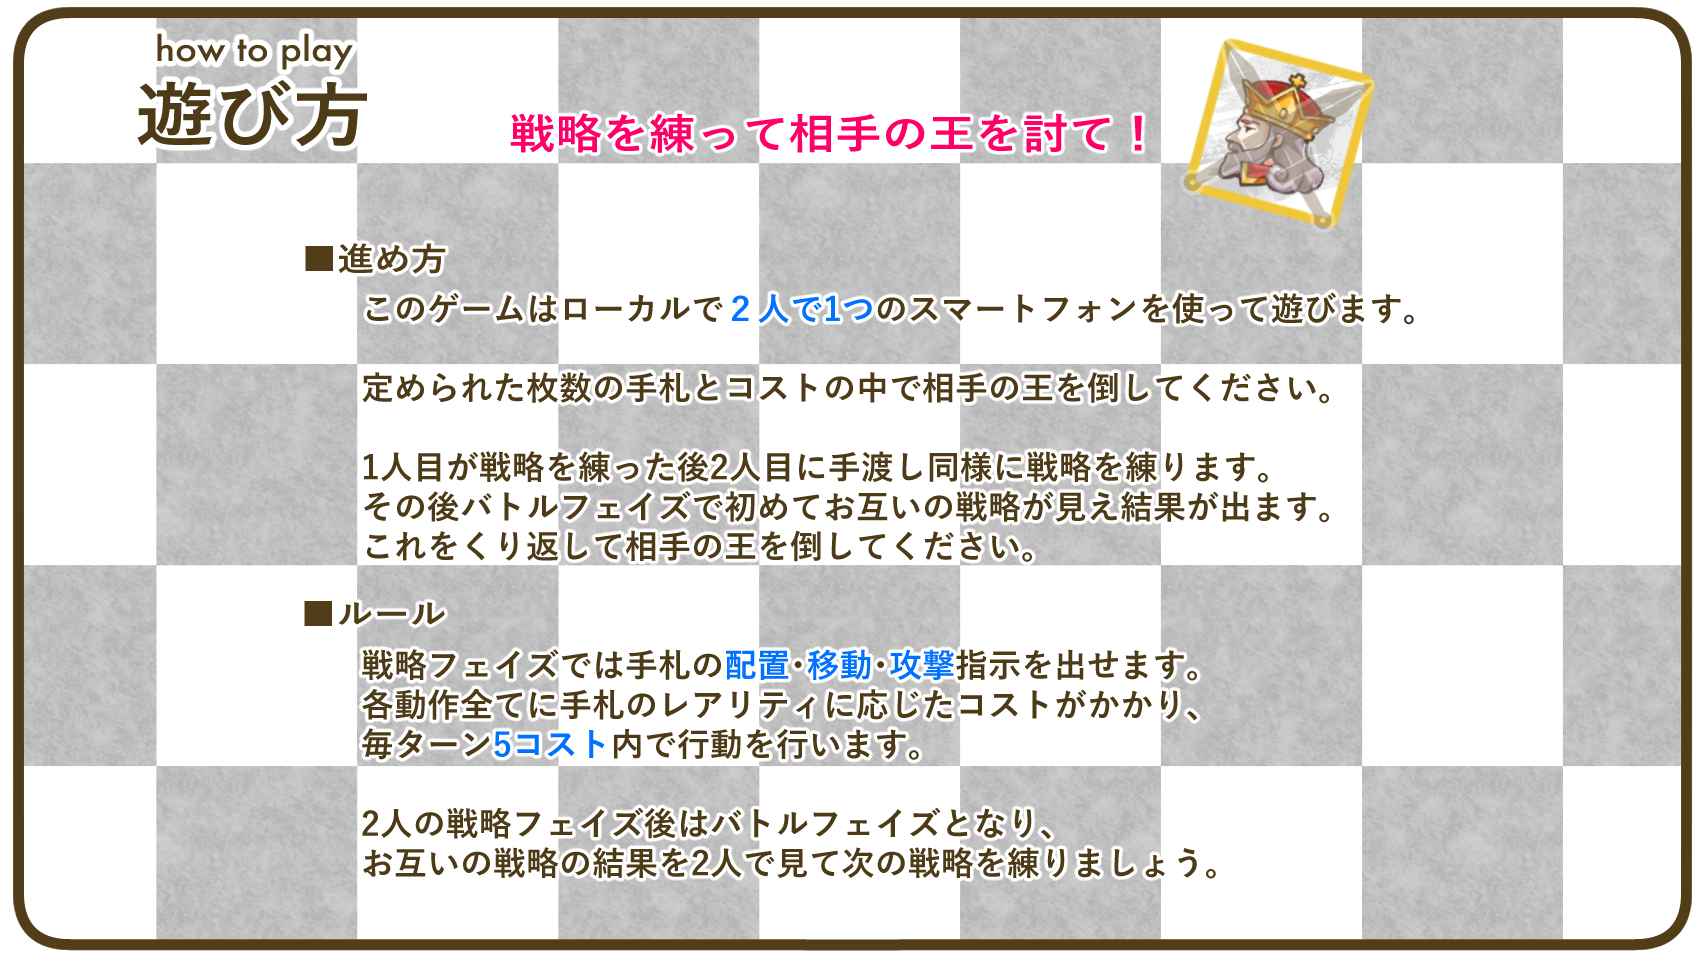 how to play
遊び方
戦略を練って相手の王を討て！
■進め方
このゲームはローカルで２人で1つのスマートフォンを使って遊びます。
定められた枚数の手札とコストの中で相手の王を倒してください。
1人目が戦略を練った後2人目に手渡し同様に戦略を練ります。
その後バトルフェイズで初めてお互いの戦略が見え結果が出ます。
これをくり返して相手の王を倒してください。
■ルール
戦略フェイズでは手札の配置･移動･攻撃指示を出せます。
各動作全てに手札のレアリティに応じたコストがかかり、
毎ターン5コスト内で行動を行います。
2人の戦略フェイズ後はバトルフェイズとなり、
お互いの戦略の結果を2人で見て次の戦略を練りましょう。